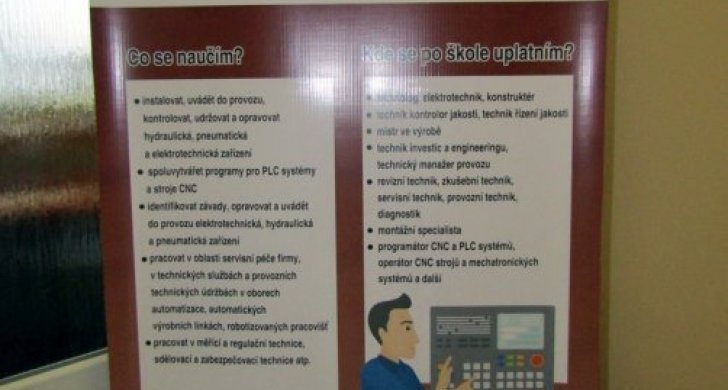 Co se naučím?
• instalovat, uvádět do provozu,
kontrolovat, udržovat a opravovat
hydraulická, pneumatická
a elektrotechnická zařízení
• spoluvytvářet programy pro PLC systémy
a stroje CNC
• identifikovat závady, opravovat a uvádět
do provozu elektrotechnická, hydraulická
a pneumatická zařízení
• pracovat v oblasti servisní péče firmy,
v technických službách a provozních
technických údržbách v oborech
automatizace, automatických
výrobních linkách, robotizovaných pracovišť
• pracovat v měřící a regulační technice,
sdělovací a zabezpečovací technice atp.
Kde se po škole uplatním?
• technolog, elektrotechnik, konstruktér
• technik kontrolor jakosti, technik řízení jakosti
• mistr ve výrobě
• technik investic a engineeringu,
technický manažer provozu
• revizní technik, zkušební technik,
servisní technik, provozní technik,
diagnostik
• montážní specialista
• programátor CNC a PLC systémů,
operátor CNC strojů a mechatronických
systémů a další